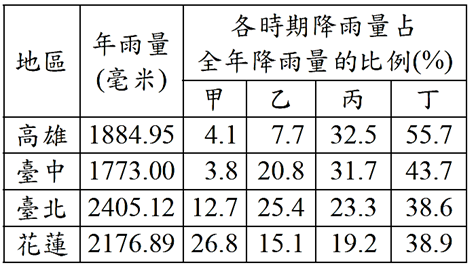 地區 年雨量(毫米) 各時期降雨量占全年降雨量的比例(%)
甲 乙 丙 丁
高雄 1884.95 4.1 7.7 32.5 55.7
臺中 1773.00 3.8 20.8 31.7 43.7
臺北 2405.12 12.7 25.4 23.3 38.6
花蓮 2176.89 26.8 15.1 19.2 38.9